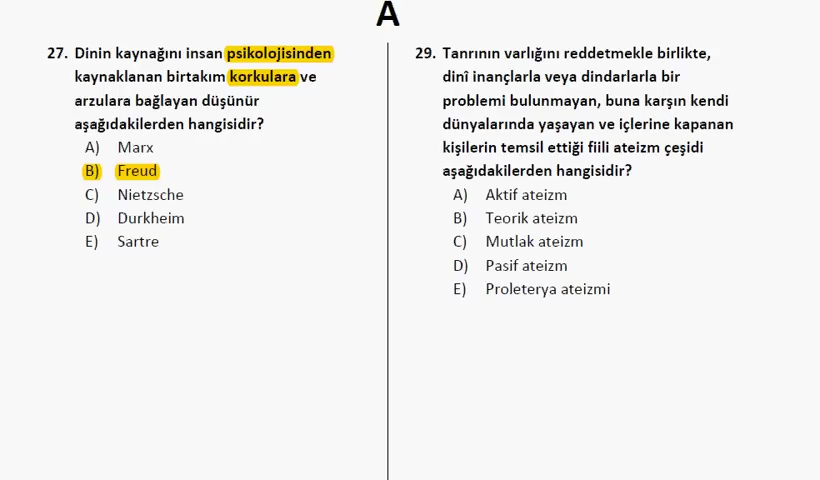 A
27. Dinin kaynağını insan psikolojisinden
kaynaklanan birtakım korkulara ve
arzulara bağlayan düşünür
aşağıdakilerden hangisidir?
A) Marx
B) Freud
C) Nietzsche
D) Durkheim
E) Sartre
29. Tanrının varlığını reddetmekle birlikte,
dinî inançlarla veya dindarlarla bir
problemi bulunmayan, buna karşın kendi
dünyalarında yaşayan ve içlerine kapanan
kişilerin temsil ettiği fiili ateizm çeşidi
aşağıdakilerden hangisidir?
A) Aktif ateizm
B) Teorik ateizm
C) Mutlak ateizm
D) Pasif ateizm
E) Proleterya ateizmi